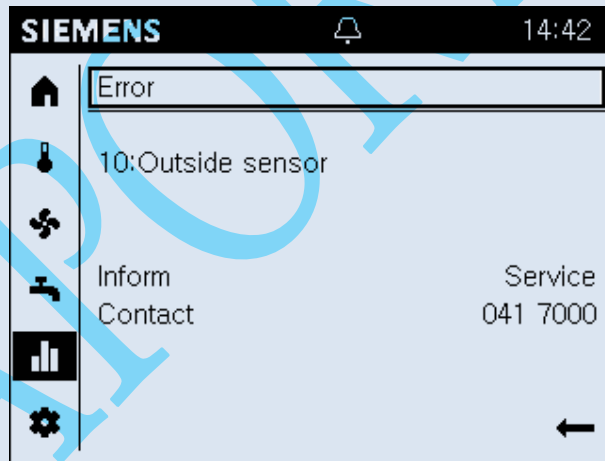 SIEMENS 14:42
Error
10:Outside sensor
Inform Service
Contact 041 7000